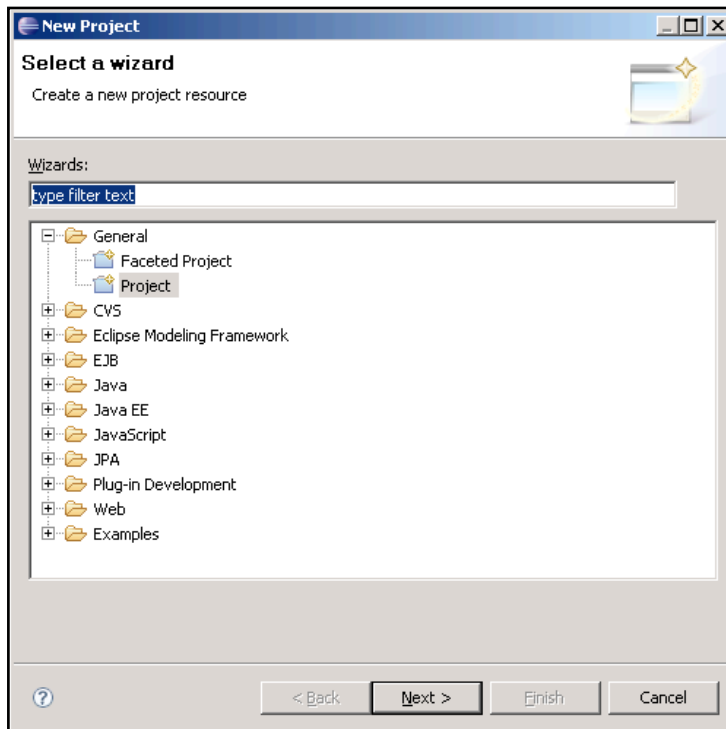 New Project
Select a wizard
Create a new project resource
Wizards:
type filter text
General
Faceted Project
Project
CVS
Eclipse Modeling Framework
EJB
Java
Java EE
JavaScript
JPA
Plug-in Development
Web
Examples
? < Back Next > Finish Cancel